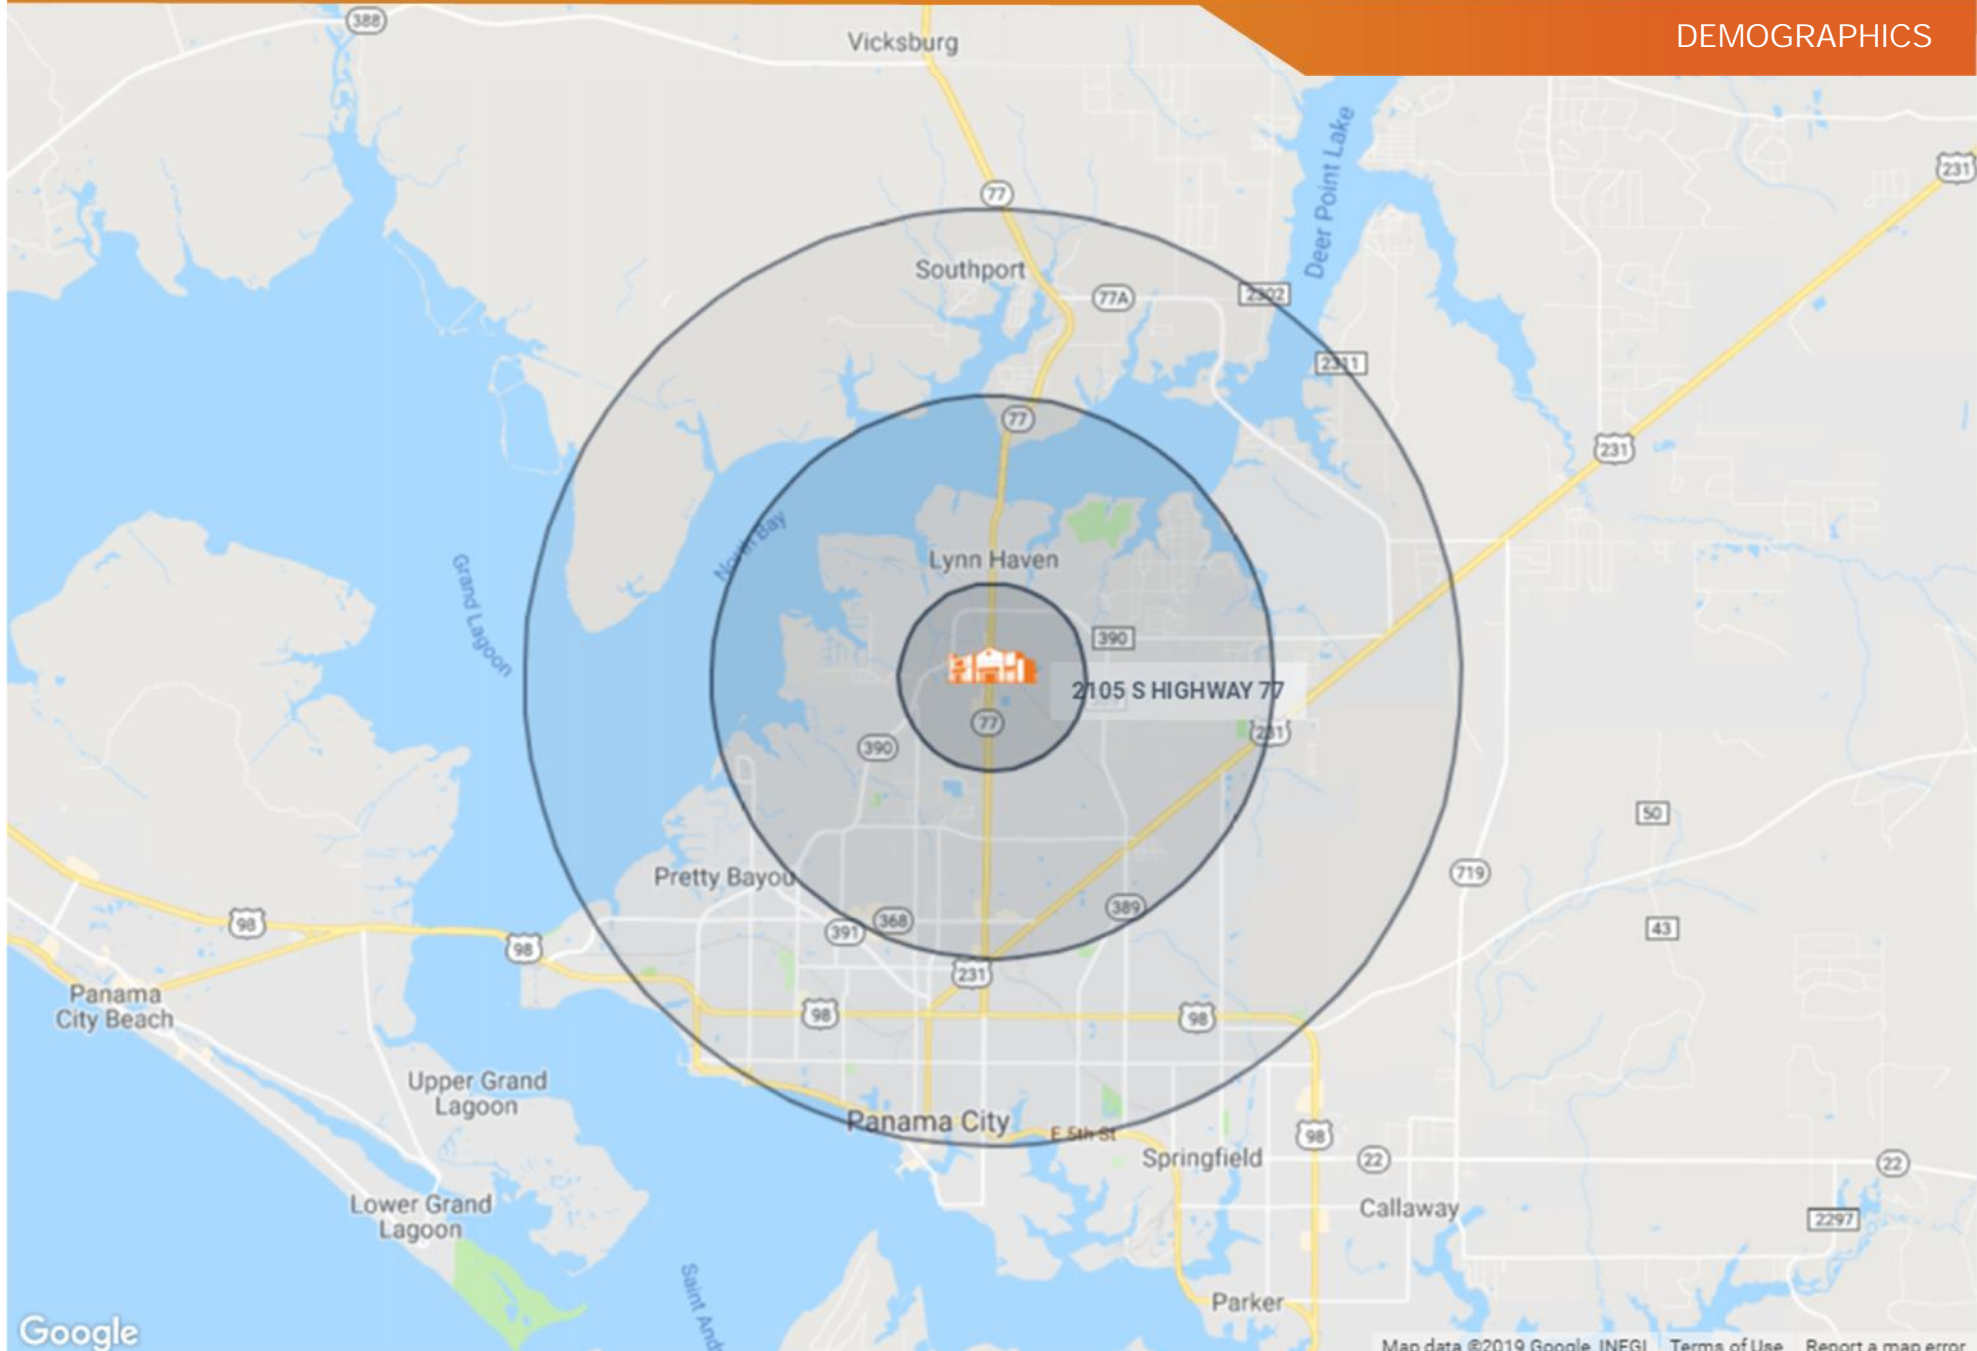 DEMOGRAPHICS
388
Vicksburg
231
77
Deer Point Lake
Southport
77A
2302
2311
77
231
North Bay
Grand Lagoon
Lynn Haven
390
2105 S HIGHWAY 77
77
231
390
50
Pretty Bayou
719
98
368
389
391
43
98
231
Panama
City Beach
98
98
Upper Grand
Lagoon
Panama City
E 5th St
98
Springfield
22
22
Lower Grand
Lagoon
Callaway
2297
Saint And
Parker
Google
Map data ©2019 Google, INEGI
Terms of Use
Report a map error